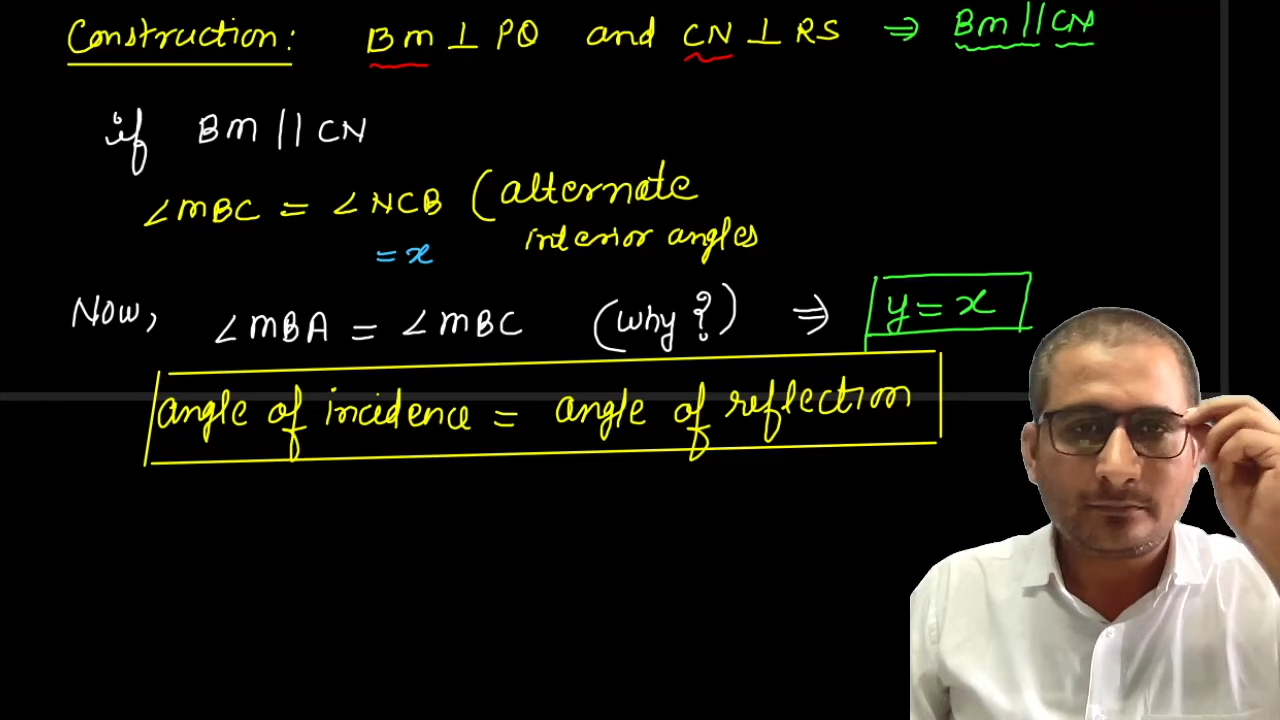 Construction: Bm ⊥ PQ and CN ⊥ RS ⇒ Bm // CN
if Bm || CN
∠mBC = ∠NCB (alternate
interior angles
= x
Now, ∠mBA = ∠mBC (why?) ⇒ y = x
angle of incidence = angle of reflection